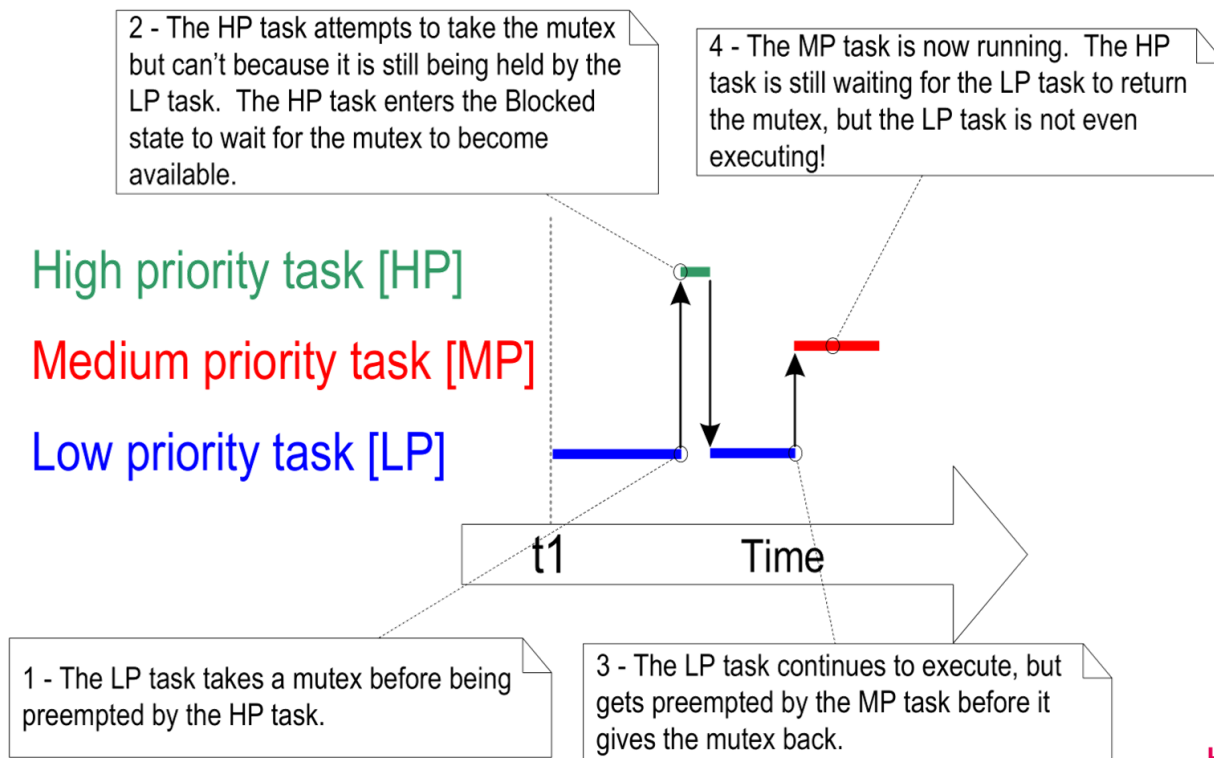 2 - The HP task attempts to take the mutex
but can't because it is still being held by the
LP task.  The HP task enters the Blocked
state to wait for the mutex to become
available.
4 - The MP task is now running.  The HP
task is still waiting for the LP task to return
the mutex, but the LP task is not even
executing!
High priority task [HP]
Medium priority task [MP]
Low priority task [LP]
t1 Time
1 - The LP task takes a mutex before being
preempted by the HP task.
3 - The LP task continues to execute, but
gets preempted by the MP task before it
gives the mutex back.